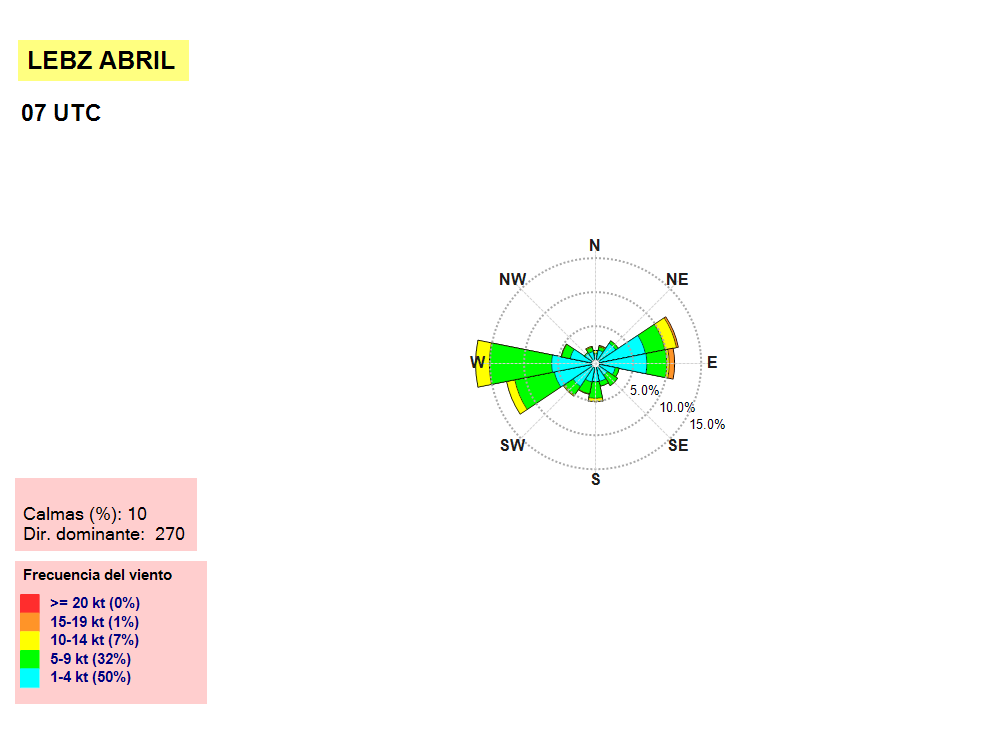 LEBZ ABRIL
07 UTC
N
NW
NE
W
E
5.0%
10.0%
15.0%
SW
SE
S
Calmas (%): 10
Dir. dominante: 270
Frecuencia del viento
>= 20 kt (0%)
15-19 kt (1%)
10-14 kt (7%)
5-9 kt (32%)
1-4 kt (50%)